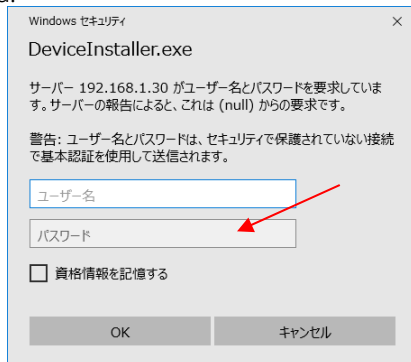 Windows セキュリティ
×
DeviceInstaller.exe
サーバー 192.168.1.30 がユーザー名とパスワードを要求していま
す。サーバーの報告によると、これは (null) からの要求です。
警告: ユーザー名とパスワードは、セキュリティで保護されていない接続
で基本認証を使用して送信されます。
ユーザー名
パスワード
資格情報を記憶する
OK
キャンセル